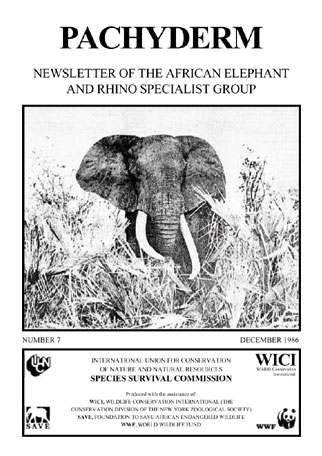 PACHYDERM
NEWSLETTER OF THE AFRICAN ELEPHANT
AND RHINO SPECIALIST GROUP
NUMBER 7
DECEMBER 1986
IUCN
INTERNATIONAL UNION FOR CONSERVATION
OF NATURE AND NATURAL RESOURCES
SPECIES SURVIVAL COMMISSION
WICI
Wildlife Conservation
International
Produced with the assistance of
WICI, WILDLIFE CONSERVATION INTERNATIONAL (THE
CONSERVATION DIVISION OF THE NEW YORK ZOOLOGICAL SOCIETY)
SAVE, FOUNDATION TO SAVE AFRICAN ENDANGERED WILDLIFE
WWF, WORLD WILDLIFE FUND
SAVE
WWF